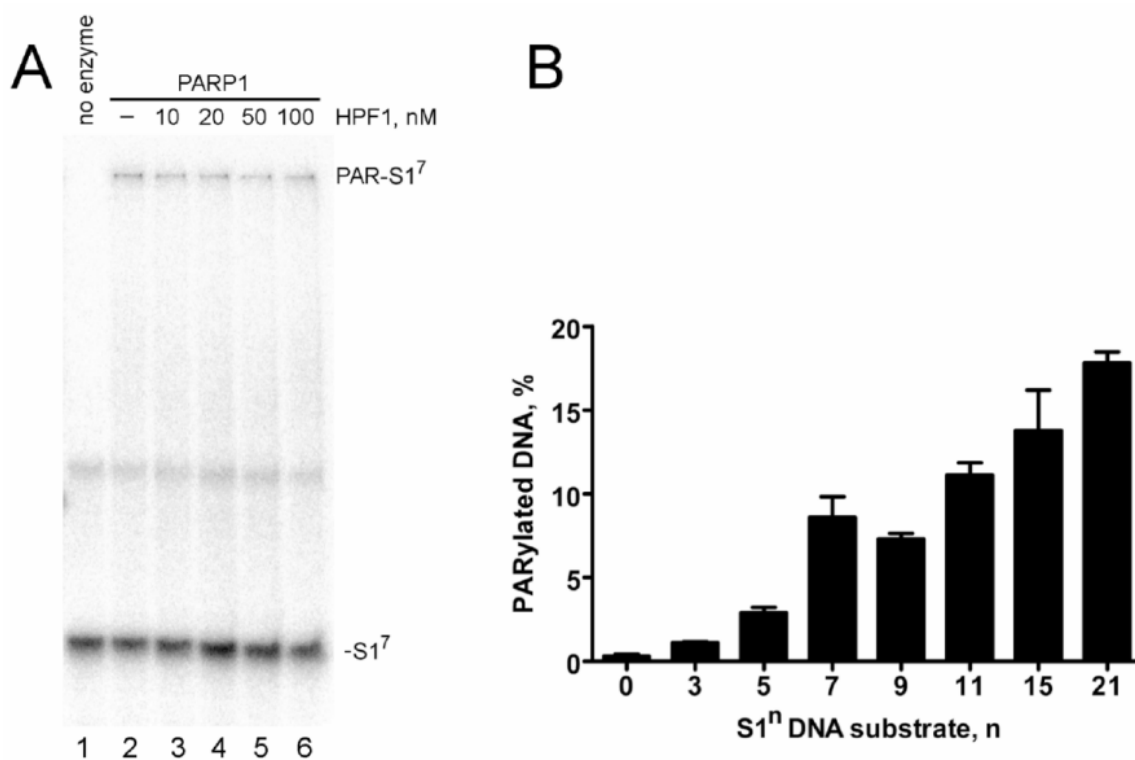 A
no enzyme
PARP1
– 10 20 50 100 HPF1, nM
PAR-S1⁷
-S1⁷
1 2 3 4 5 6
B
PARylated DNA, %
20
15
10
5
0
0 3 5 7 9 11 15 21
S1ⁿ DNA substrate, n